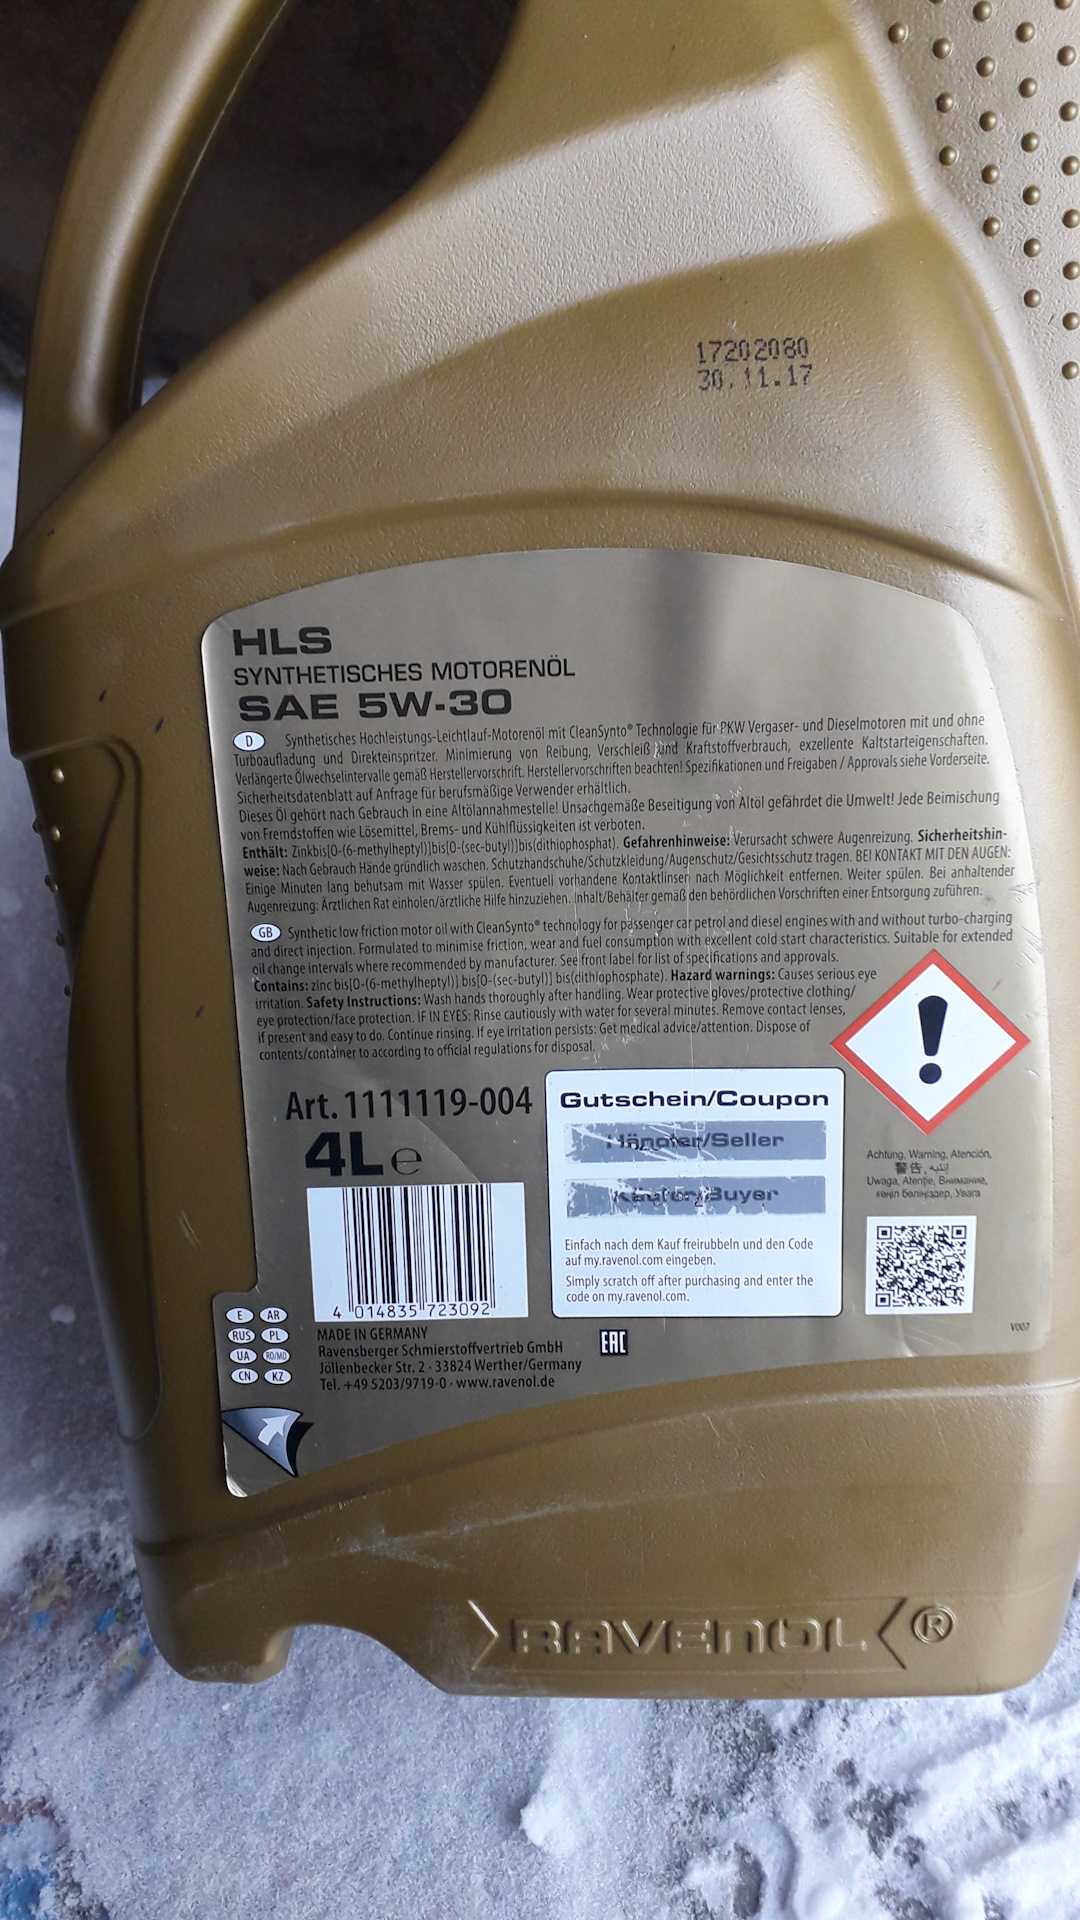 17202080
30.11.17
HLS
SYNTHETISCHES MOTORENÖL
SAE 5W-30
D Synthetisches Hochleistungs-Leichtlauf-Motorenöl mit CleanSynto® Technologie für PKW Vergaser- und Dieselmotoren mit und ohne
Turboaufladung und Direkteinspritzer. Minimierung von Reibung, Verschleiß und Kraftstoffverbrauch, exzellente Kaltstarteigenschaften.
Verlängerte Ölwechselintervalle gemäß Herstellervorschrift. Herstellervorschriften beachten! Spezifikationen und Freigaben / Approvals siehe Vorderseite.
Sicherheitsdatenblatt auf Anfrage für berufsmäßige Verwender erhältlich.
Dieses Öl gehört nach Gebrauch in eine Altölannahmestelle! Unsachgemäße Beseitigung von Altöl gefährdet die Umwelt! Jede Beimischung
von Fremdstoffen wie Lösemittel, Brems- und Kühlflüssigkeiten ist verboten.
Enthält: Zinkbis[O-(6-methylheptyl)]bis[O-(sec-butyl)]bis(dithiophosphat). Gefahrenhinweise: Verursacht schwere Augenreizung. Sicherheitshin-
weise: Nach Gebrauch Hände gründlich waschen. Schutzhandschuhe/Schutzkleidung/Augenschutz/Gesichtsschutz tragen. BEI KONTAKT MIT DEN AUGEN:
Einige Minuten lang behutsam mit Wasser spülen. Eventuell vorhandene Kontaktlinsen nach Möglichkeit entfernen. Weiter spülen. Bei anhaltender
Augenreizung: Ärztlichen Rat einholen/ärztliche Hilfe hinzuziehen. Inhalt/Behälter gemäß den behördlichen Vorschriften einer Entsorgung zuführen.
GB Synthetic low friction motor oil with CleanSynto® technology for passenger car petrol and diesel engines with and without turbo-charging
and direct injection. Formulated to minimise friction, wear and fuel consumption with excellent cold start characteristics. Suitable for extended
oil change intervals where recommended by manufacturer. See front label for list of specifications and approvals.
Contains: zinc bis[O-(6-methylheptyl)] bis[O-(sec-butyl)] bis(dithiophosphate). Hazard warnings: Causes serious eye
irritation. Safety Instructions: Wash hands thoroughly after handling. Wear protective gloves/protective clothing/
eye protection/face protection. IF IN EYES: Rinse cautiously with water for several minutes. Remove contact lenses,
if present and easy to do. Continue rinsing. If eye irritation persists: Get medical advice/attention. Dispose of
contents/container to according to official regulations for disposal.
Art. 1111119-004
4L e
Gutschein/Coupon
Händler/Seller
Käufer/Buyer
Einfach nach dem Kauf freirubbeln und den Code
auf my.ravenol.com eingeben.
Simply scratch off after purchasing and enter the
code on my.ravenol.com.
Achtung, Warning, Atención,
警告, انتبه,
Uwaga, Atenție, Внимание,
көңіл бөліңіздер, Увага
4 014835 723092
E AR
RUS PL
UA RO/MD
CN KZ
MADE IN GERMANY
Ravensberger Schmierstoffvertrieb GmbH
Jöllenbecker Str. 2 · 33824 Werther/Germany
Tel. +49 5203/9719-0 · www.ravenol.de
EAC
V007
RAVENOL ®